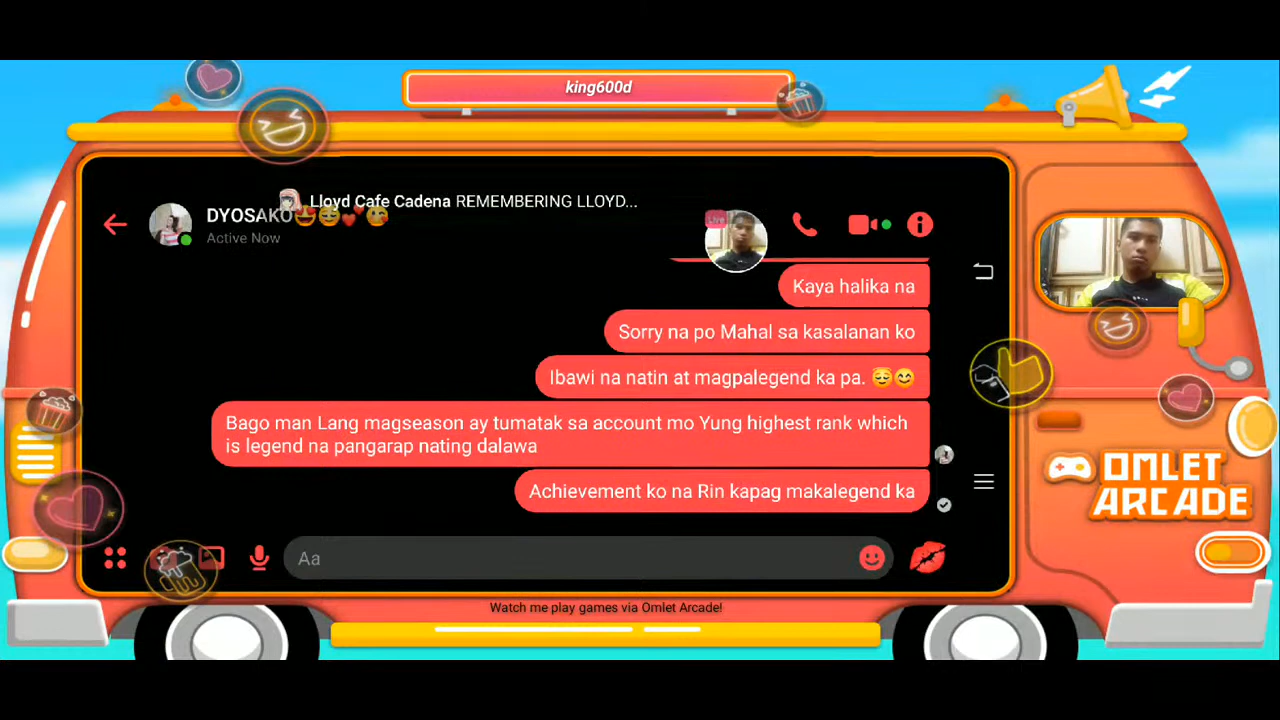 king600d
Lloyd Cafe Cadena REMEMBERING LLOYD...
DYOSAKO😍😄💕🥰
Active Now
Live
Kaya halika na
Sorry na po Mahal sa kasalanan ko
Ibawi na natin at magpalegend ka pa. 😌😊
Bago man Lang magseason ay tumatak sa account mo Yung highest rank which
is legend na pangarap nating dalawa
Achievement ko na Rin kapag makalegend ka
Aa
OMLET
ARCADE
Watch me play games via Omlet Arcade!